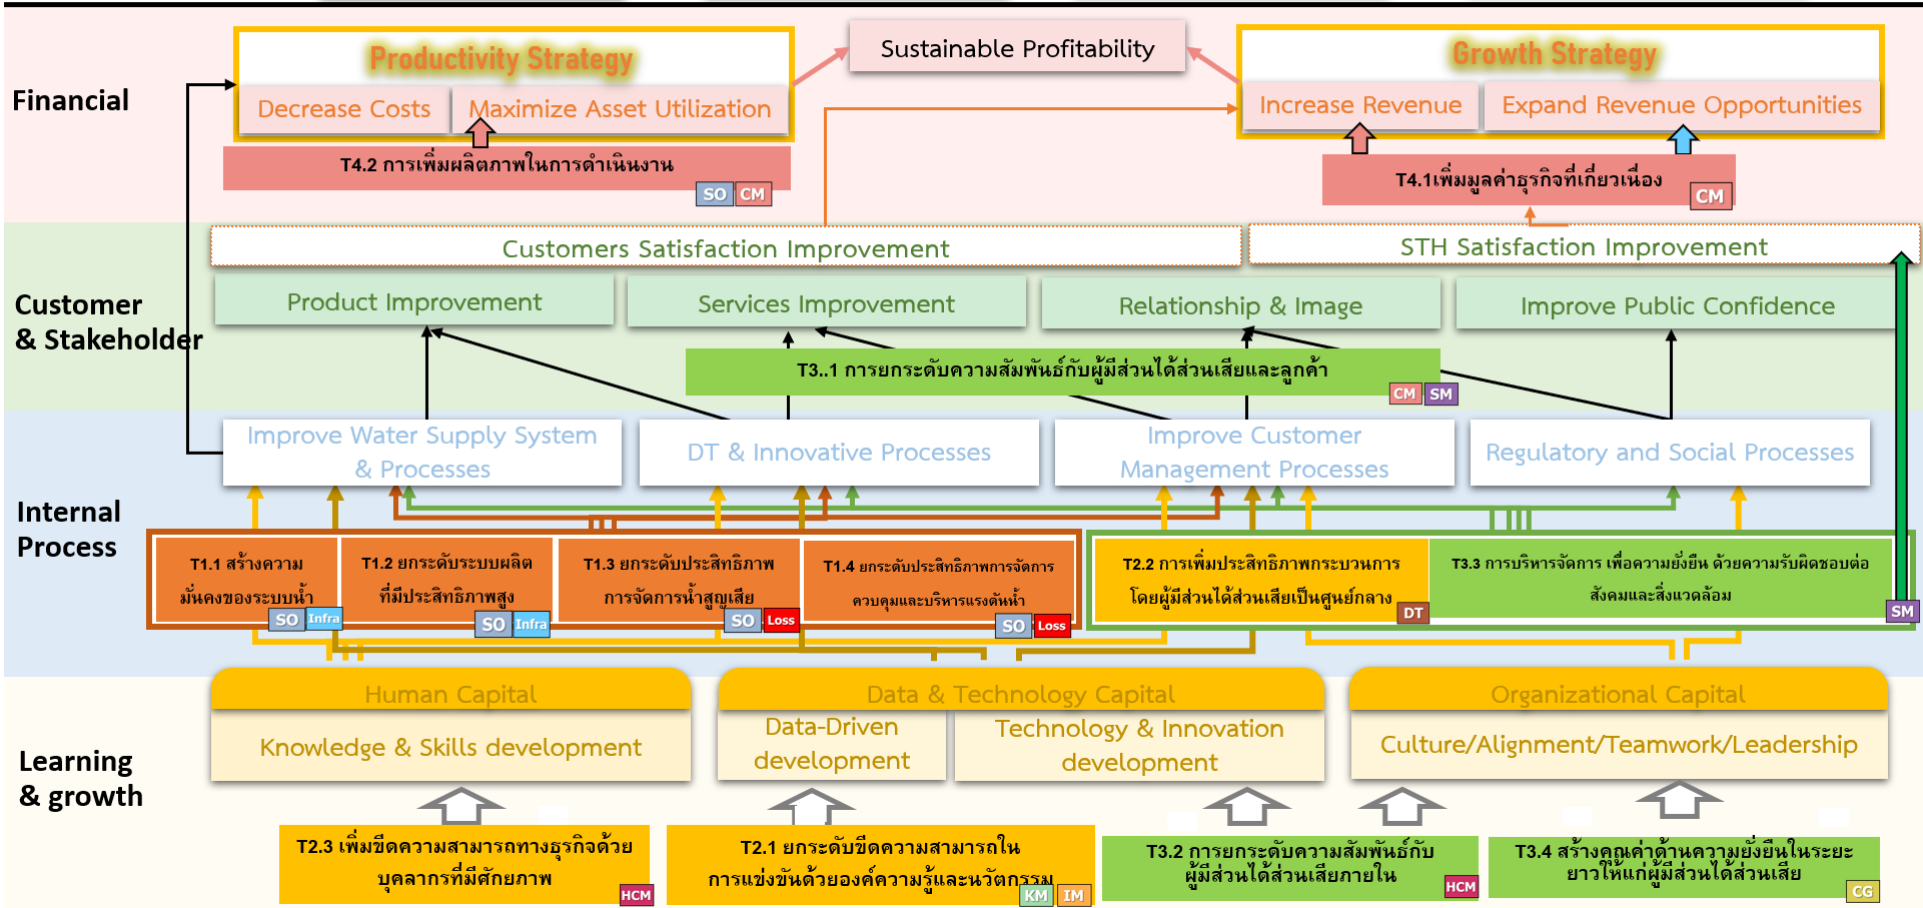 Financial
Productivity Strategy
Decrease Costs
Maximize Asset Utilization
Sustainable Profitability
Growth Strategy
Increase Revenue
Expand Revenue Opportunities
T4.2 การเพิ่มผลิตภาพในการดำเนินงาน
SO
CM
T4.1เพิ่มมูลค่าธุรกิจที่เกี่ยวเนื่อง
CM
Customer
& Stakeholder
Customers Satisfaction Improvement
STH Satisfaction Improvement
Product Improvement
Services Improvement
Relationship & Image
Improve Public Confidence
T3..1 การยกระดับความสัมพันธ์กับผู้มีส่วนได้ส่วนเสียและลูกค้า
CM
SM
Internal
Process
Improve Water Supply System
& Processes
DT & Innovative Processes
Improve Customer
Management Processes
Regulatory and Social Processes
T1.1 สร้างความ
มั่นคงของระบบน้ำ
SO
Infra
T1.2 ยกระดับระบบผลิต
ที่มีประสิทธิภาพสูง
SO
Infra
T1.3 ยกระดับประสิทธิภาพ
การจัดการน้ำสูญเสีย
SO
Loss
T1.4 ยกระดับประสิทธิภาพการจัดการ
ควบคุมและบริหารแรงดันน้ำ
SO
Loss
T2.2 การเพิ่มประสิทธิภาพกระบวนการ
โดยผู้มีส่วนได้ส่วนเสียเป็นศูนย์กลาง
DT
T3.3 การบริหารจัดการ เพื่อความยั่งยืน ด้วยความรับผิดชอบต่อ
สังคมและสิ่งแวดล้อม
SM
Learning
& growth
Human Capital
Knowledge & Skills development
Data & Technology Capital
Data-Driven
development
Technology & Innovation
development
Organizational Capital
Culture/Alignment/Teamwork/Leadership
T2.3 เพิ่มขีดความสามารถทางธุรกิจด้วย
บุคลากรที่มีศักยภาพ
HCM
T2.1 ยกระดับขีดความสามารถใน
การแข่งขันด้วยองค์ความรู้และนวัตกรรม
KM
IM
T3.2 การยกระดับความสัมพันธ์กับ
ผู้มีส่วนได้ส่วนเสียภายใน
HCM
T3.4 สร้างคุณค่าด้านความยั่งยืนในระยะ
ยาวให้แก่ผู้มีส่วนได้ส่วนเสีย
CG